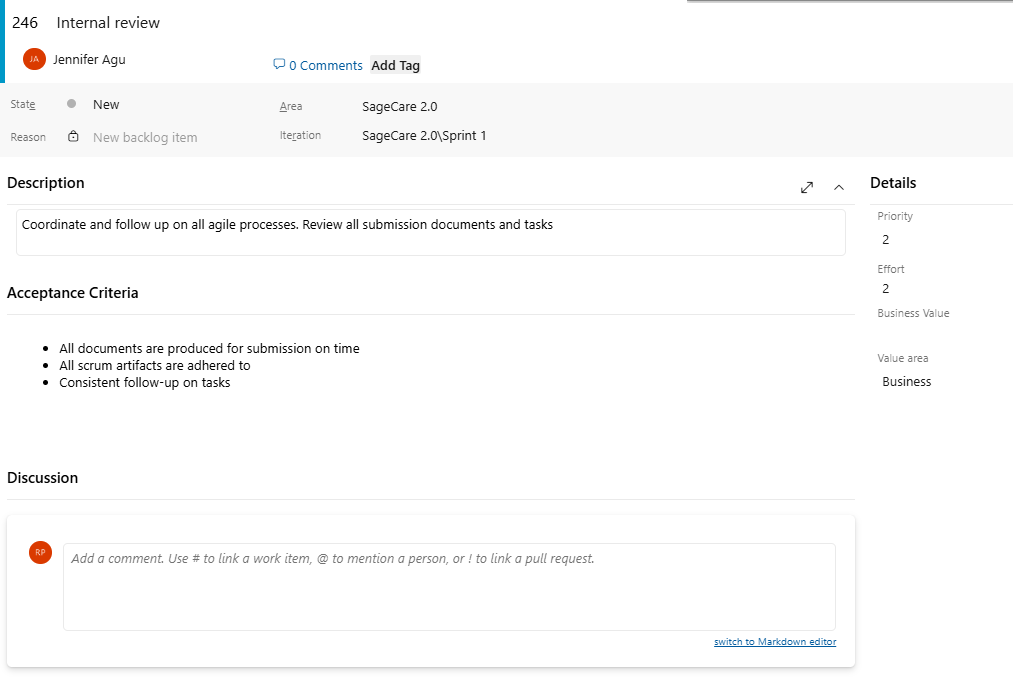 246 Internal review
JA Jennifer Agu
0 Comments Add Tag
State New
Area SageCare 2.0
Reason New backlog item
Iteration SageCare 2.0\Sprint 1
Description
Coordinate and follow up on all agile processes. Review all submission documents and tasks
Acceptance Criteria
All documents are produced for submission on time
All scrum artifacts are adhered to
Consistent follow-up on tasks
Discussion
RP
Add a comment. Use # to link a work item, @ to mention a person, or ! to link a pull request.
switch to Markdown editor
Details
Priority
2
Effort
2
Business Value
Value area
Business